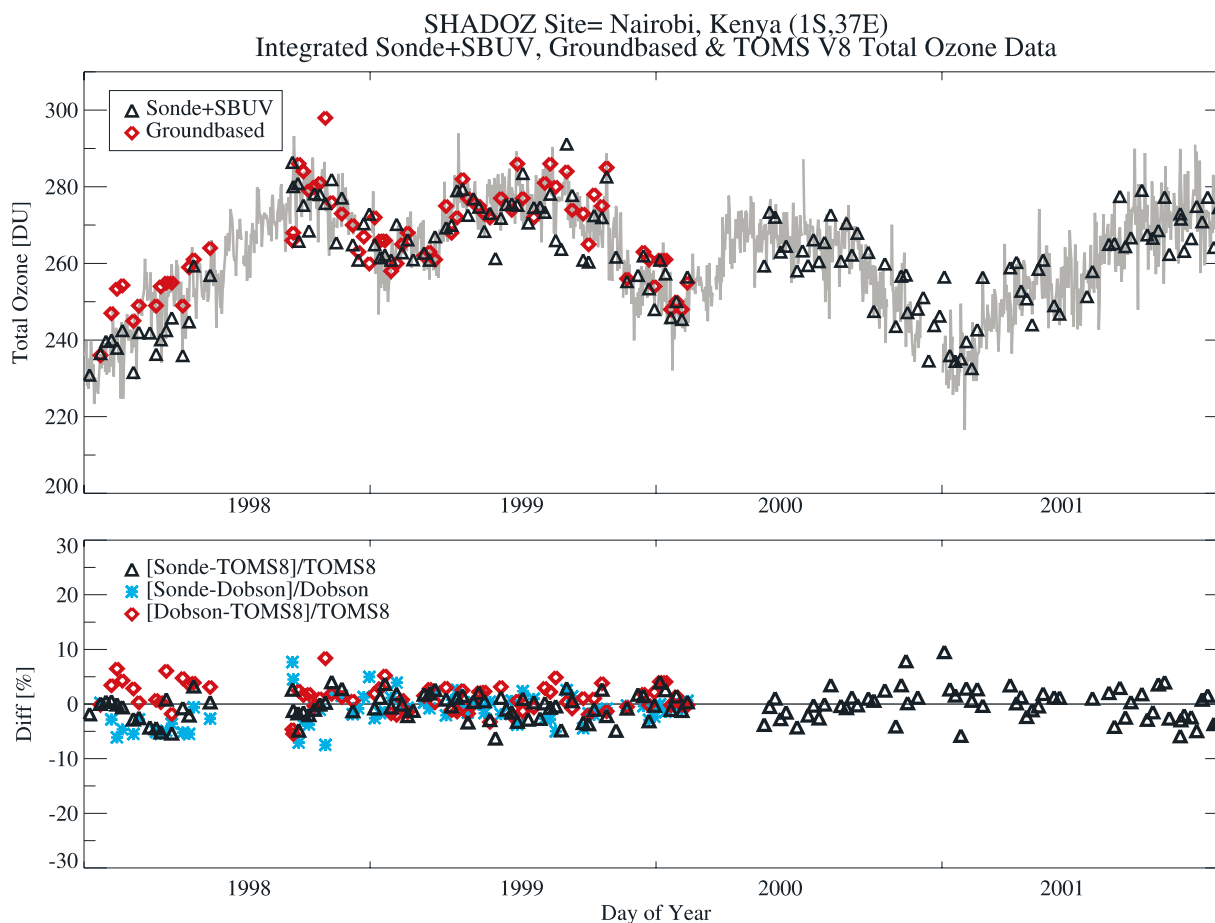 SHADOZ Site= Nairobi, Kenya (1S,37E)
Integrated Sonde+SBUV, Groundbased & TOMS V8 Total Ozone Data
Sonde+SBUV
Groundbased
Total Ozone [DU]
300
280
260
240
220
200
1998
1999
2000
2001
[Sonde-TOMS8]/TOMS8
[Sonde-Dobson]/Dobson
[Dobson-TOMS8]/TOMS8
Diff [%]
30
20
10
0
-10
-20
-30
1998
1999
2000
2001
Day of Year